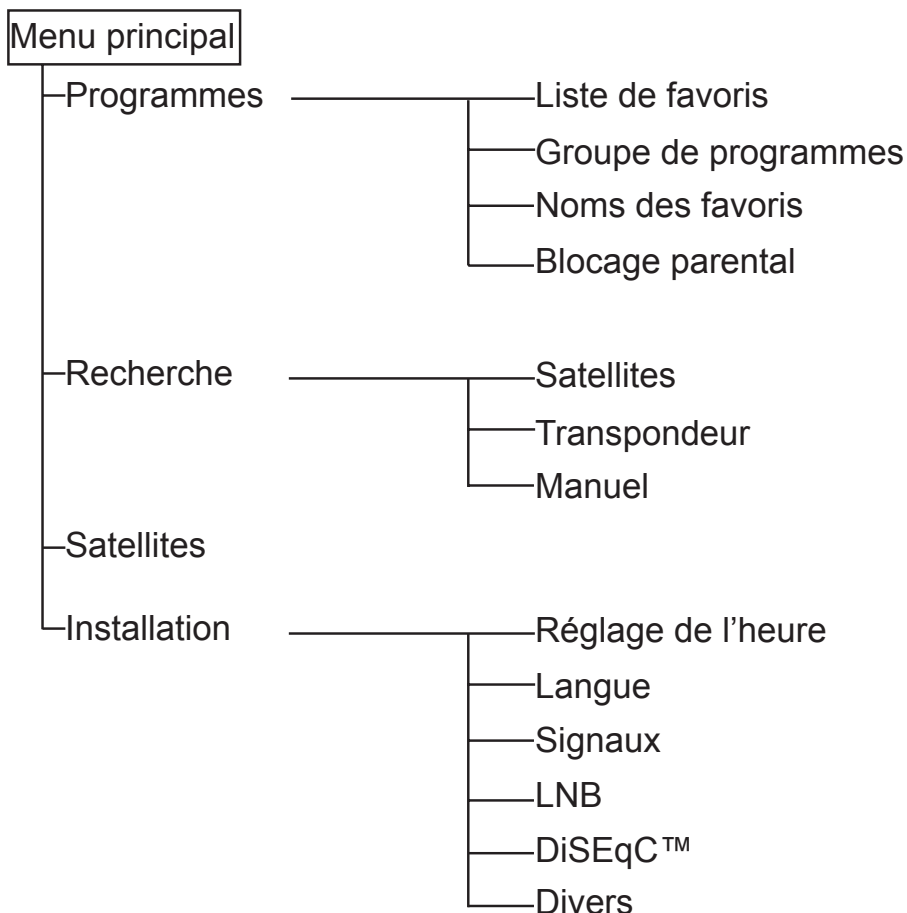 Menu principal
Programmes
Liste de favoris
Groupe de programmes
Noms des favoris
Blocage parental
Recherche
Satellites
Transpondeur
Manuel
Satellites
Installation
Réglage de l’heure
Langue
Signaux
LNB
DiSEqC™
Divers